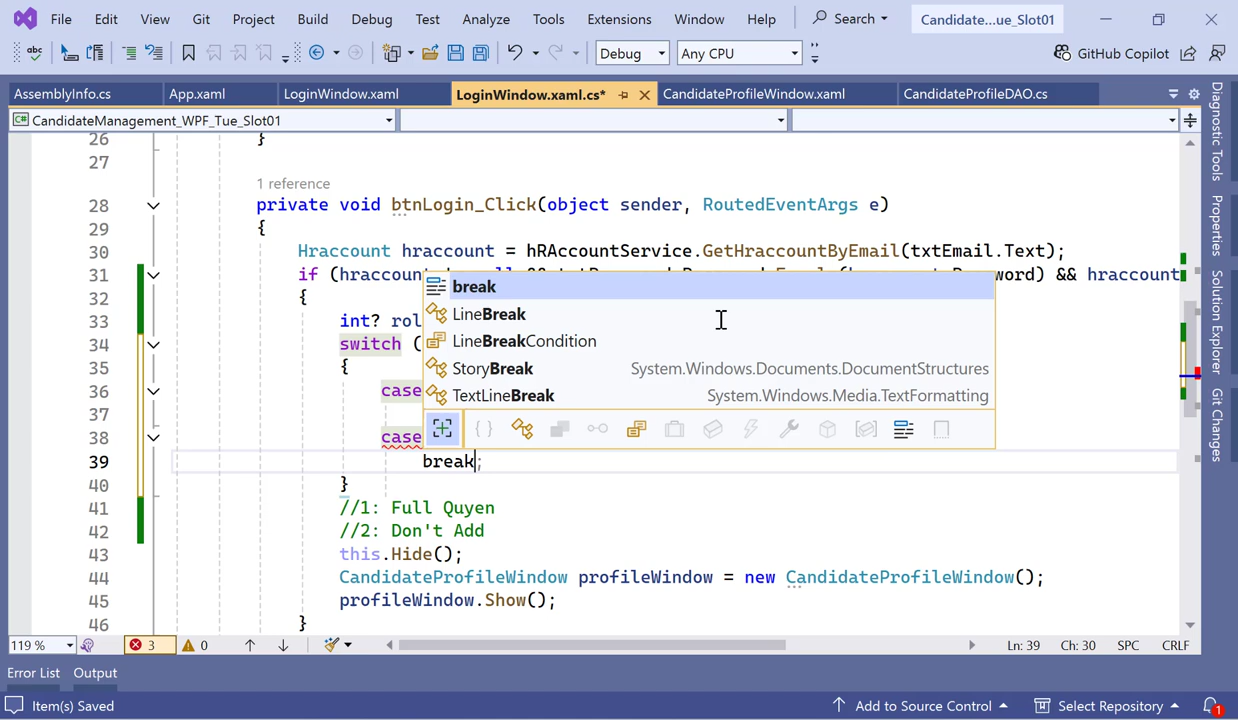 File Edit View Git Project Build Debug Test Analyze Tools Extensions Window Help Search Candidate...ue_Slot01
abc Debug Any CPU GitHub Copilot
AssemblyInfo.cs App.xaml LoginWindow.xaml LoginWindow.xaml.cs* CandidateProfileWindow.xaml CandidateProfileDAO.cs
C# CandidateManagement_WPF_Tue_Slot01
26 }
27
1 reference
28 private void btnLogin_Click(object sender, RoutedEventArgs e)
29 {
30 Hraccount hraccount = hRAccountService.GetHraccountByEmail(txtEmail.Text);
31 if (hraccount && hraccount
32 {
33 int? rol
34 switch (
35 {
36 case
37
38 case
39 break;
40 }
41 //1: Full Quyen
42 //2: Don't Add
43 this.Hide();
44 CandidateProfileWindow profileWindow = new CandidateProfileWindow();
45 profileWindow.Show();
46 }
break
LineBreak
LineBreakCondition
StoryBreak System.Windows.Documents.DocumentStructures
TextLineBreak System.Windows.Media.TextFormatting
Diagnostic Tools
Properties
Solution Explorer
Git Changes
119 % 3 0 Ln: 39 Ch: 30 SPC CRLF
Error List Output
Item(s) Saved Add to Source Control Select Repository 1